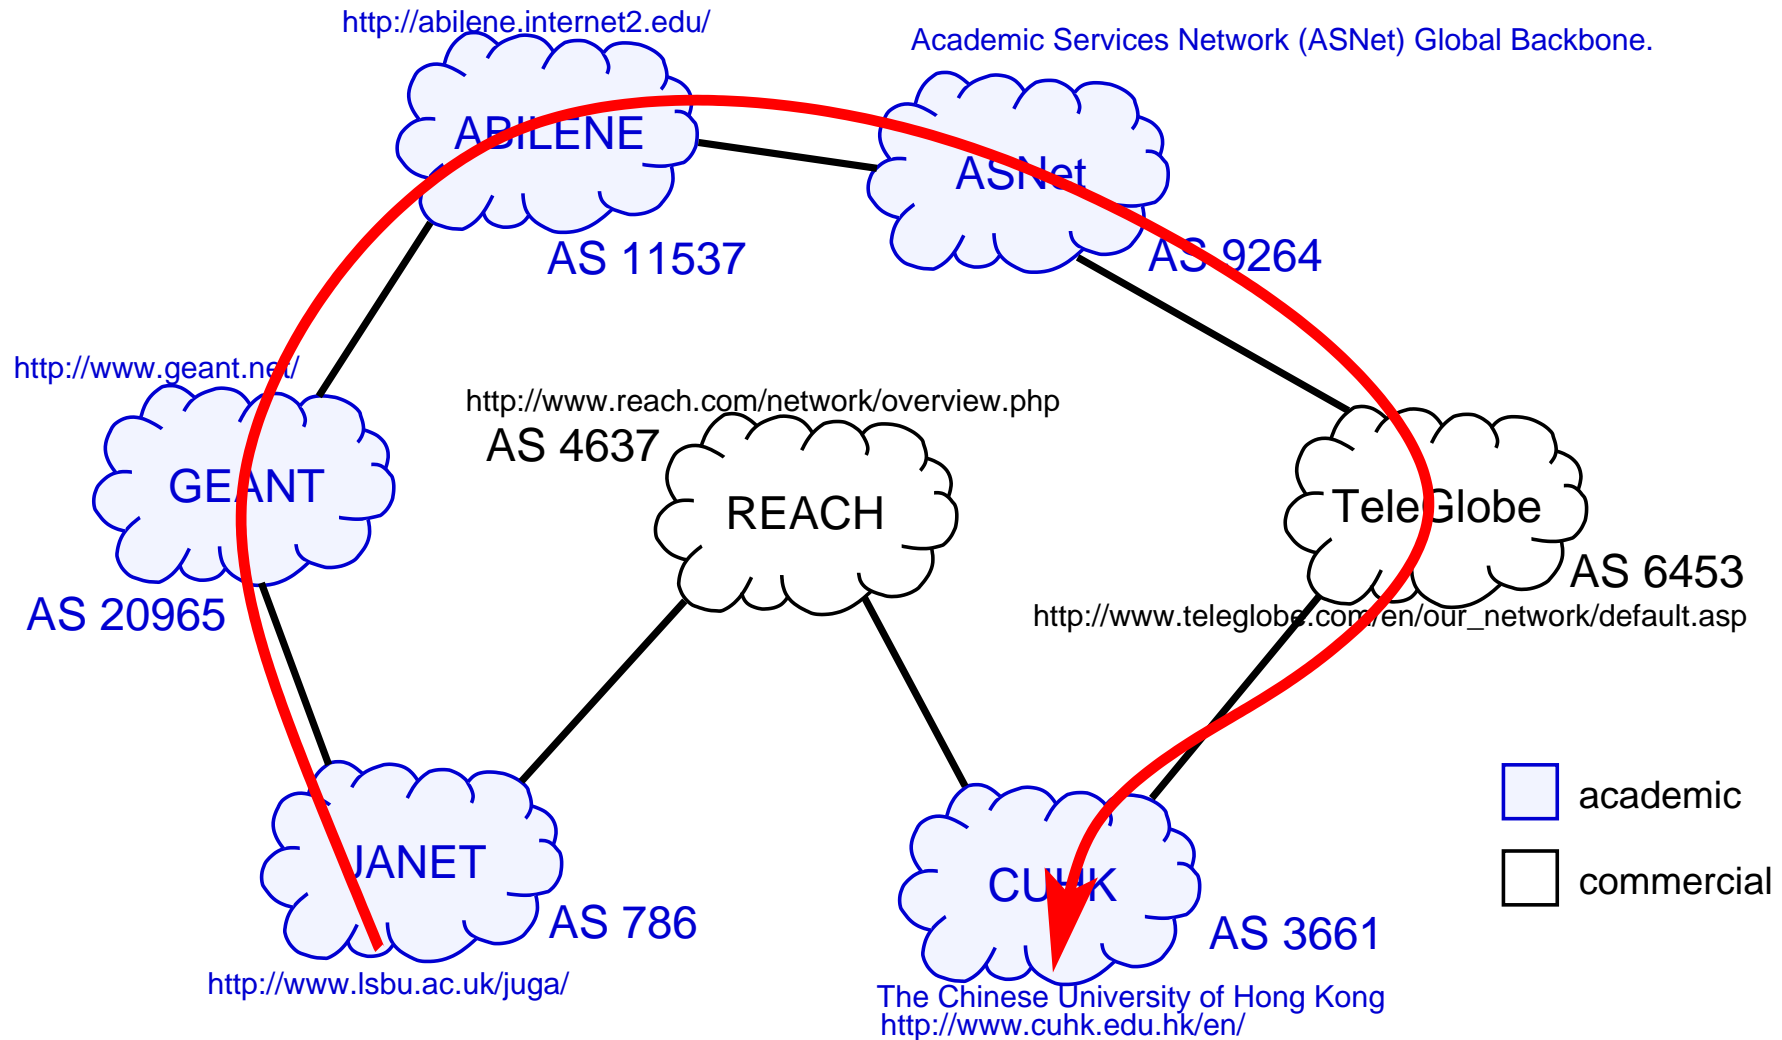 http://abilene.internet2.edu/
Academic Services Network (ASNet) Global Backbone.
ABILENE
ASNet
AS 11537
AS 9264
http://www.geant.net/
http://www.reach.com/network/overview.php
AS 4637
GEANT
REACH
TeleGlobe
AS 6453
AS 20965
http://www.teleglobe.com/en/our_network/default.asp
academic
JANET
CUHK
commercial
AS 786
AS 3661
http://www.lsbu.ac.uk/juga/
The Chinese University of Hong Kong
http://www.cuhk.edu.hk/en/